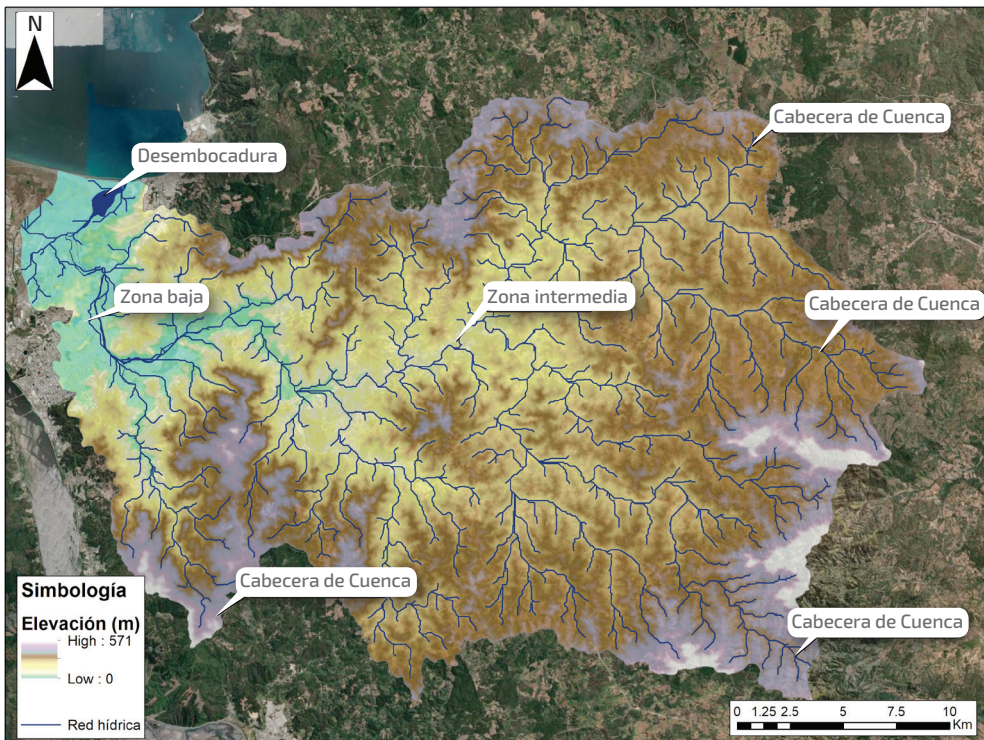 N
Cabecera de Cuenca
Desembocadura
Zona baja
Zona intermedia
Cabecera de Cuenca
Cabecera de Cuenca
Cabecera de Cuenca
Simbología
Elevación (m)
High : 571
Low : 0
Red hídrica
0 1.25 2.5 5 7.5 10
Km